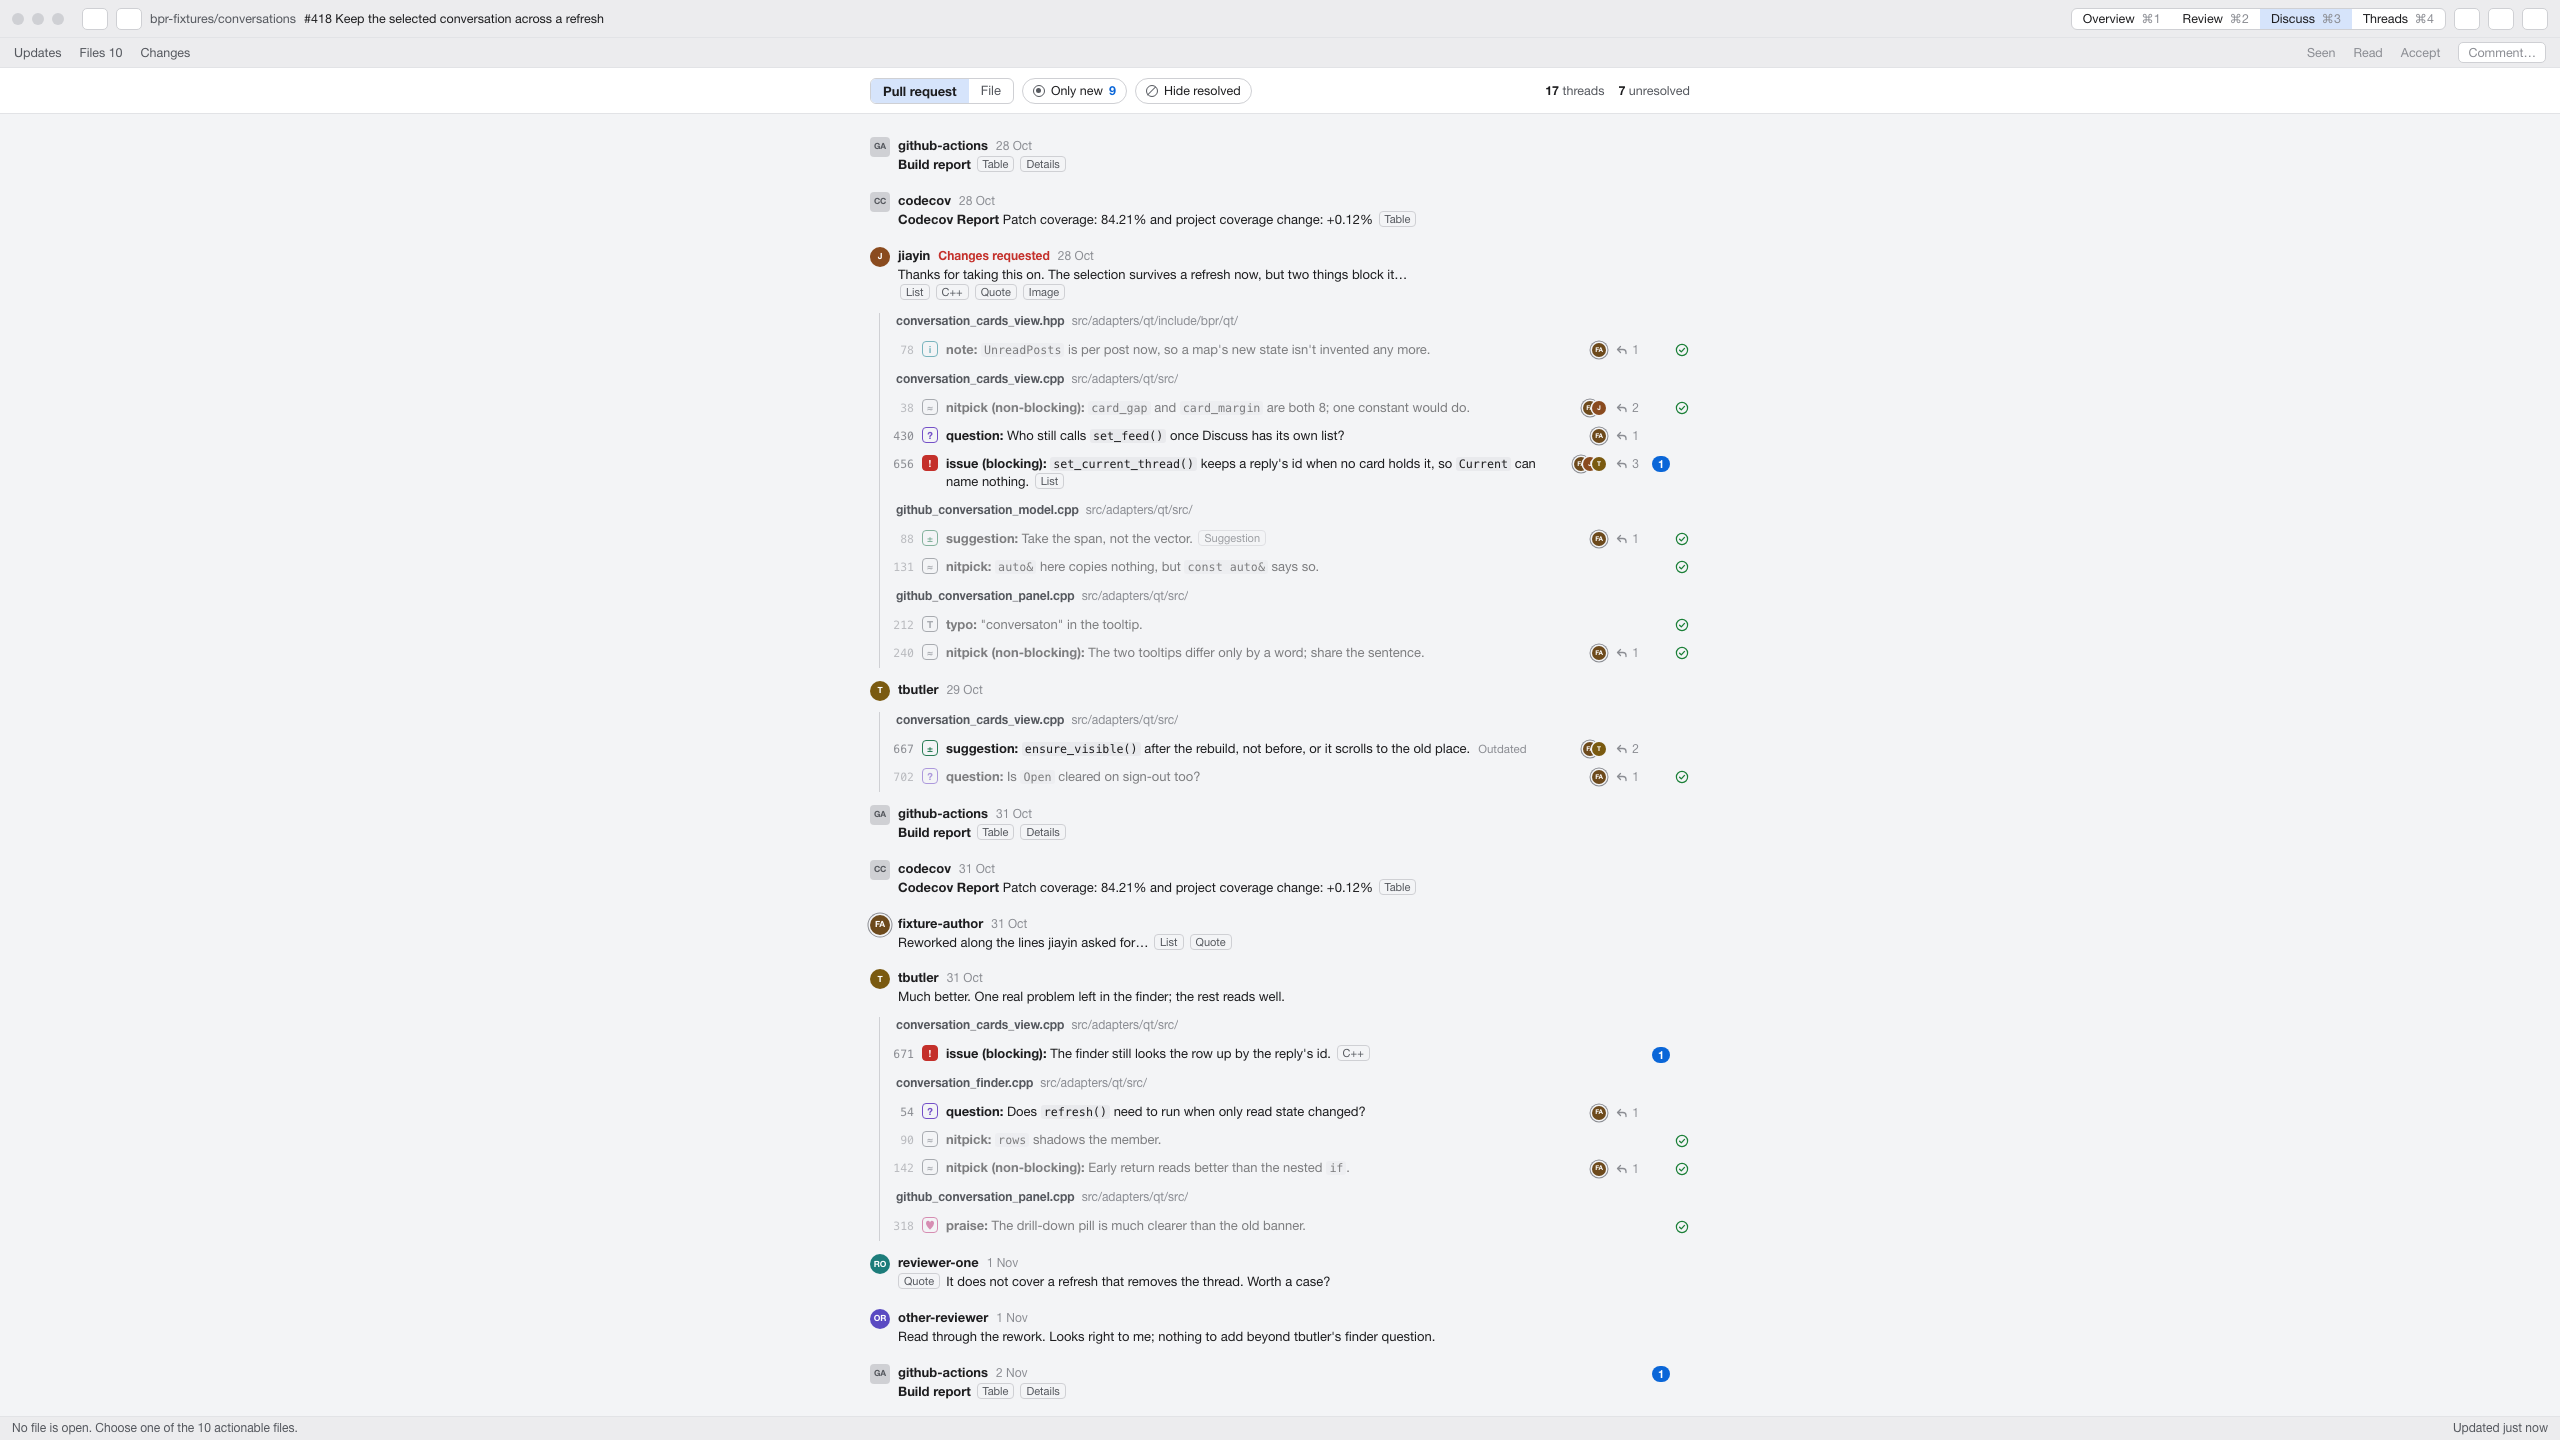 bpr-fixtures/conversations #418 Keep the selected conversation across a refresh
Overview ⌘1 Review ⌘2 Discuss ⌘3 Threads ⌘4
Updates Files 10 Changes
Seen Read Accept Comment…
Pull request File Only new 9 Hide resolved
17 threads 7 unresolved
GA github-actions 28 Oct
Build report Table Details
CC codecov 28 Oct
Codecov Report Patch coverage: 84.21% and project coverage change: +0.12% Table
J jiayin Changes requested 28 Oct
Thanks for taking this on. The selection survives a refresh now, but two things block it…
List C++ Quote Image
conversation_cards_view.hpp src/adapters/qt/include/bpr/qt/
78 i note: UnreadPosts is per post now, so a map's new state isn't invented any more. FA 1
conversation_cards_view.cpp src/adapters/qt/src/
38 ≈ nitpick (non-blocking): card_gap and card_margin are both 8; one constant would do. J 2
430 ? question: Who still calls set_feed() once Discuss has its own list? FA 1
656 ! issue (blocking): set_current_thread() keeps a reply's id when no card holds it, so Current can T 3 1
name nothing. List
github_conversation_model.cpp src/adapters/qt/src/
88 ± suggestion: Take the span, not the vector. Suggestion FA 1
131 ≈ nitpick: auto& here copies nothing, but const auto& says so.
github_conversation_panel.cpp src/adapters/qt/src/
212 T typo: "conversaton" in the tooltip.
240 ≈ nitpick (non-blocking): The two tooltips differ only by a word; share the sentence. FA 1
T tbutler 29 Oct
conversation_cards_view.cpp src/adapters/qt/src/
667 ± suggestion: ensure_visible() after the rebuild, not before, or it scrolls to the old place. Outdated T 2
702 ? question: Is Open cleared on sign-out too? FA 1
GA github-actions 31 Oct
Build report Table Details
CC codecov 31 Oct
Codecov Report Patch coverage: 84.21% and project coverage change: +0.12% Table
FA fixture-author 31 Oct
Reworked along the lines jiayin asked for… List Quote
T tbutler 31 Oct
Much better. One real problem left in the finder; the rest reads well.
conversation_cards_view.cpp src/adapters/qt/src/
671 ! issue (blocking): The finder still looks the row up by the reply's id. C++ 1
conversation_finder.cpp src/adapters/qt/src/
54 ? question: Does refresh() need to run when only read state changed? FA 1
90 ≈ nitpick: rows shadows the member.
142 ≈ nitpick (non-blocking): Early return reads better than the nested if. FA 1
github_conversation_panel.cpp src/adapters/qt/src/
318 praise: The drill-down pill is much clearer than the old banner.
RO reviewer-one 1 Nov
Quote It does not cover a refresh that removes the thread. Worth a case?
OR other-reviewer 1 Nov
Read through the rework. Looks right to me; nothing to add beyond tbutler's finder question.
GA github-actions 2 Nov 1
Build report Table Details
No file is open. Choose one of the 10 actionable files.
Updated just now